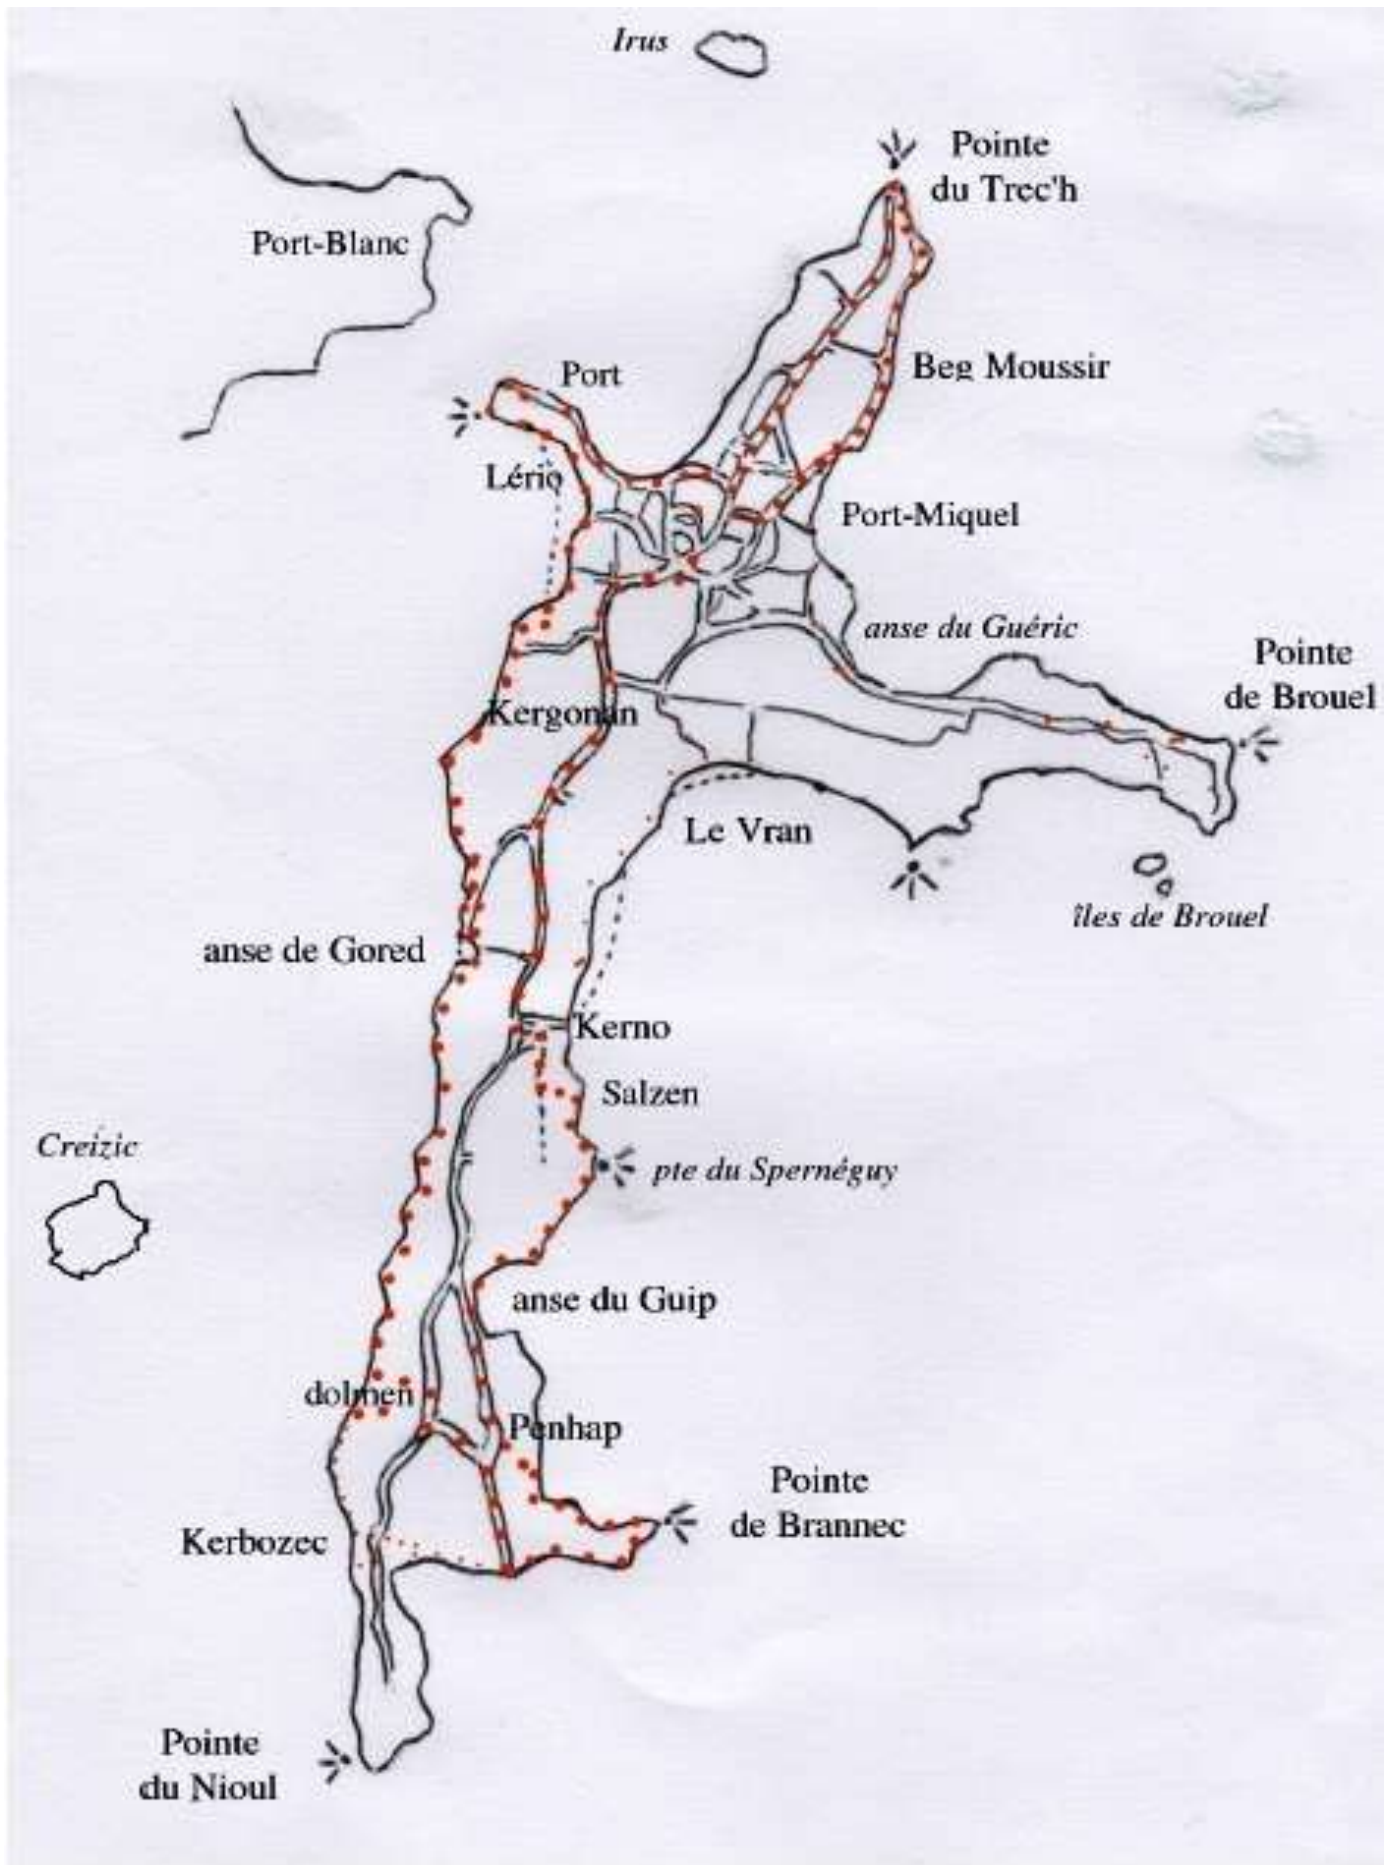 Irus
Pointe
du Trec'h
Port-Blanc
Port
Beg Moussir
Lério
Port-Miquel
anse du Guéric
Pointe
de Brouel
Kergonan
Le Vran
îles de Brouel
anse de Gored
Kerno
Salzen
Creïzic
pte du Spernéguy
anse du Guip
dolmen
Penhap
Pointe
de Brannec
Kerbozec
Pointe
du Nioul